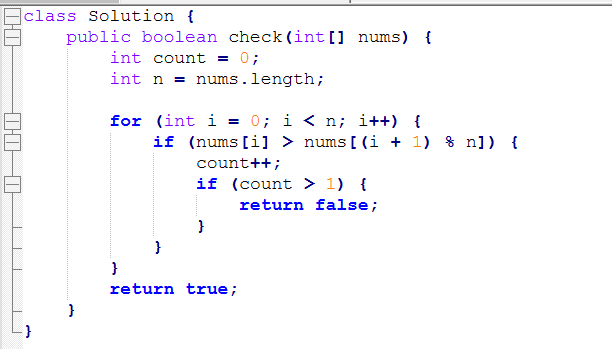 class Solution {
    public boolean check(int[] nums) {
        int count = 0;
        int n = nums.length;
        for (int i = 0; i < n; i++) {
            if (nums[i] > nums[(i + 1) % n]) {
                count++;
                if (count > 1) {
                    return false;
                }
            }
        }
        return true;
    }
}